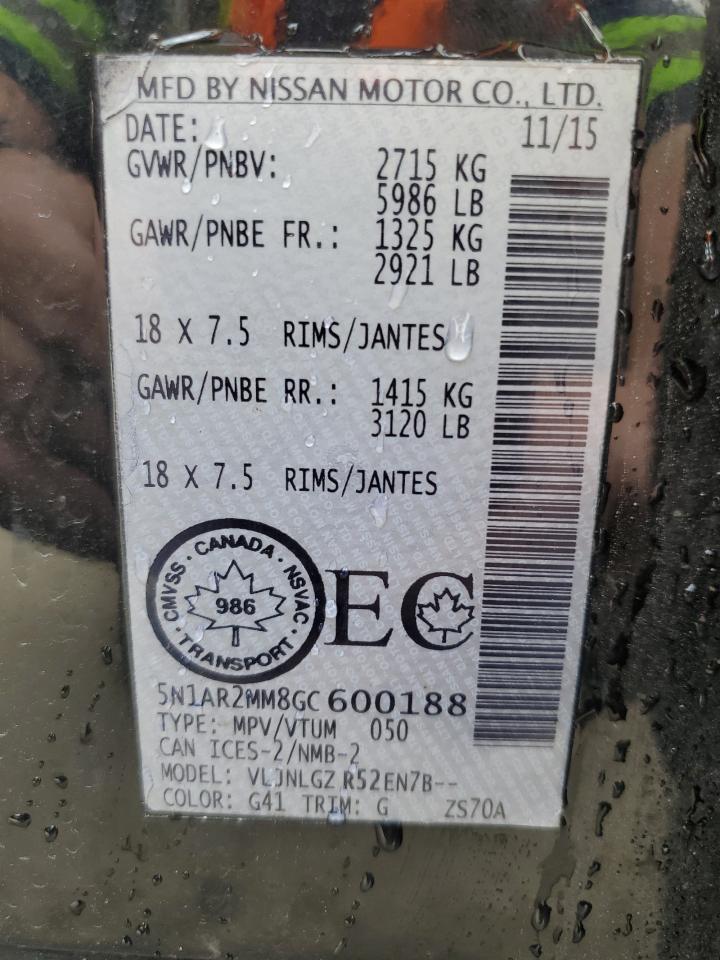 MFD BY NISSAN MOTOR CO., LTD.
DATE: 11/15
GVWR/PNBV: 2715 KG
5986 LB
GAWR/PNBE FR.: 1325 KG
2921 LB
18 X 7.5 RIMS/JANTES
GAWR/PNBE RR.: 1415 KG
3120 LB
18 X 7.5 RIMS/JANTES
CANADA · NSVAC · TRANSPORT · CMVSS ·
986
EC
5N1AR2MM8GC600188
TYPE: MPV/VTUM 050
CAN ICES-2/NMB-2
MODEL: VLJNLGZ R52EN7B--
COLOR: G41 TRIM: G ZS70A